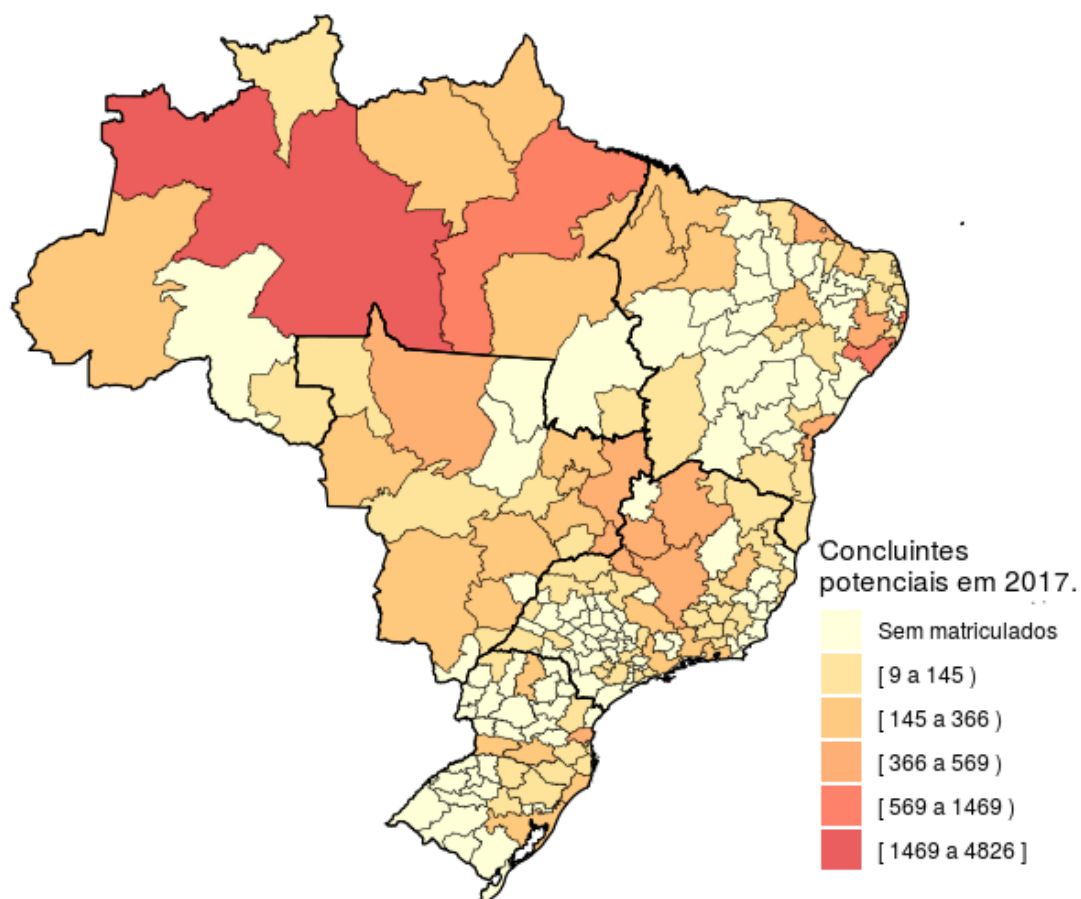 Concluintes
potenciais em 2017.
Sem matriculados
[ 9 a 145 )
[ 145 a 366 )
[ 366 a 569 )
[ 569 a 1469 )
[ 1469 a 4826 ]